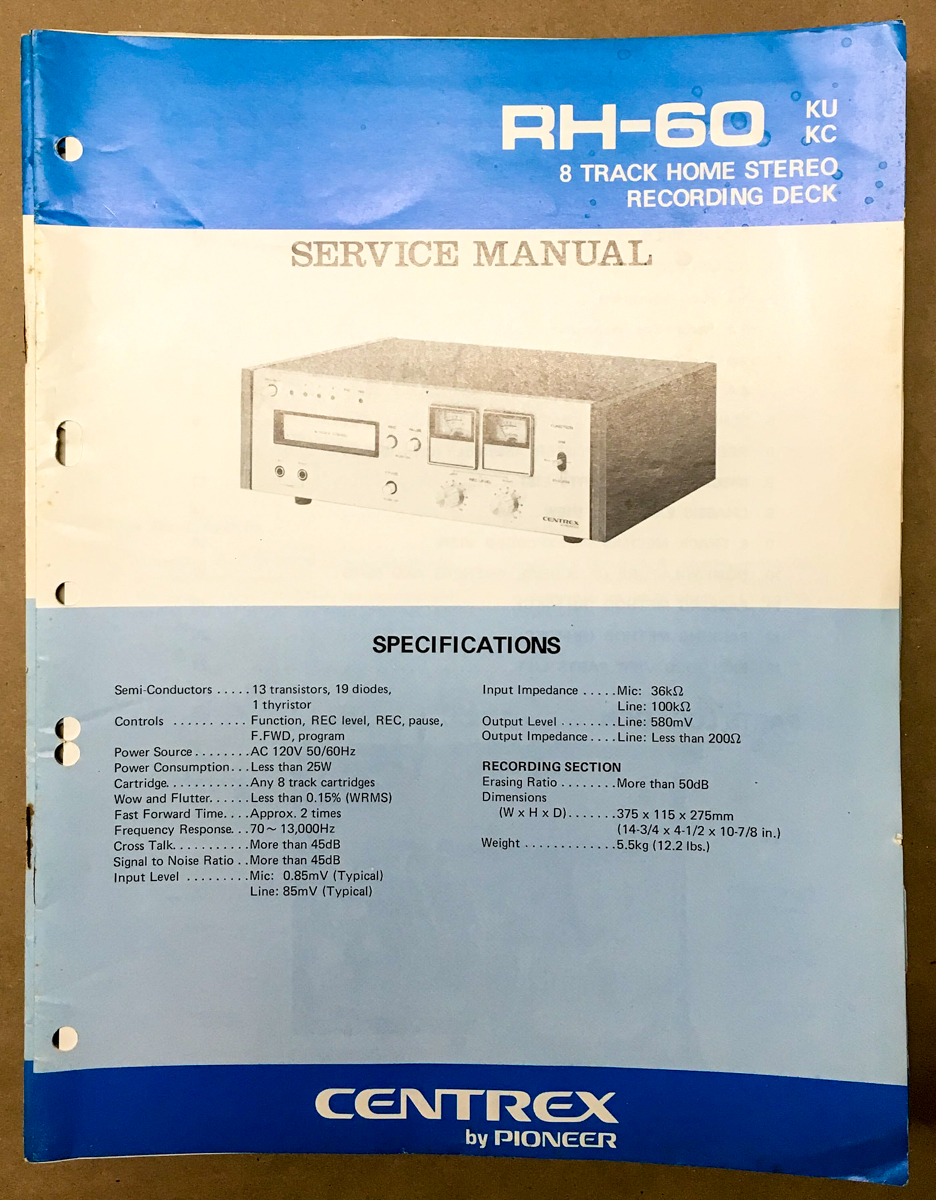 RH-60 KU
KC
8 TRACK HOME STEREO
RECORDING DECK
SERVICE MANUAL
CENTREX
SPECIFICATIONS
Semi-Conductors . . . . . 13 transistors, 19 diodes,
1 thyristor
Controls . . . . . . . . . . Function, REC level, REC, pause,
F.FWD, program
Power Source . . . . . . . . AC 120V 50/60Hz
Power Consumption . . . Less than 25W
Cartridge. . . . . . . . . . . . Any 8 track cartridges
Wow and Flutter. . . . . . Less than 0.15% (WRMS)
Fast Forward Time. . . . Approx. 2 times
Frequency Response. . . 70 ~ 13,000Hz
Cross Talk. . . . . . . . . . . More than 45dB
Signal to Noise Ratio . . More than 45dB
Input Level . . . . . . . . . Mic: 0.85mV (Typical)
Line: 85mV (Typical)
Input Impedance . . . . . Mic: 36kΩ
Line: 100kΩ
Output Level . . . . . . . . Line: 580mV
Output Impedance . . . . Line: Less than 200Ω
RECORDING SECTION
Erasing Ratio . . . . . . . . More than 50dB
Dimensions
(W x H x D). . . . . . . 375 x 115 x 275mm
(14-3/4 x 4-1/2 x 10-7/8 in.)
Weight . . . . . . . . . . . . . 5.5kg (12.2 lbs.)
CENTREX
by PIONEER